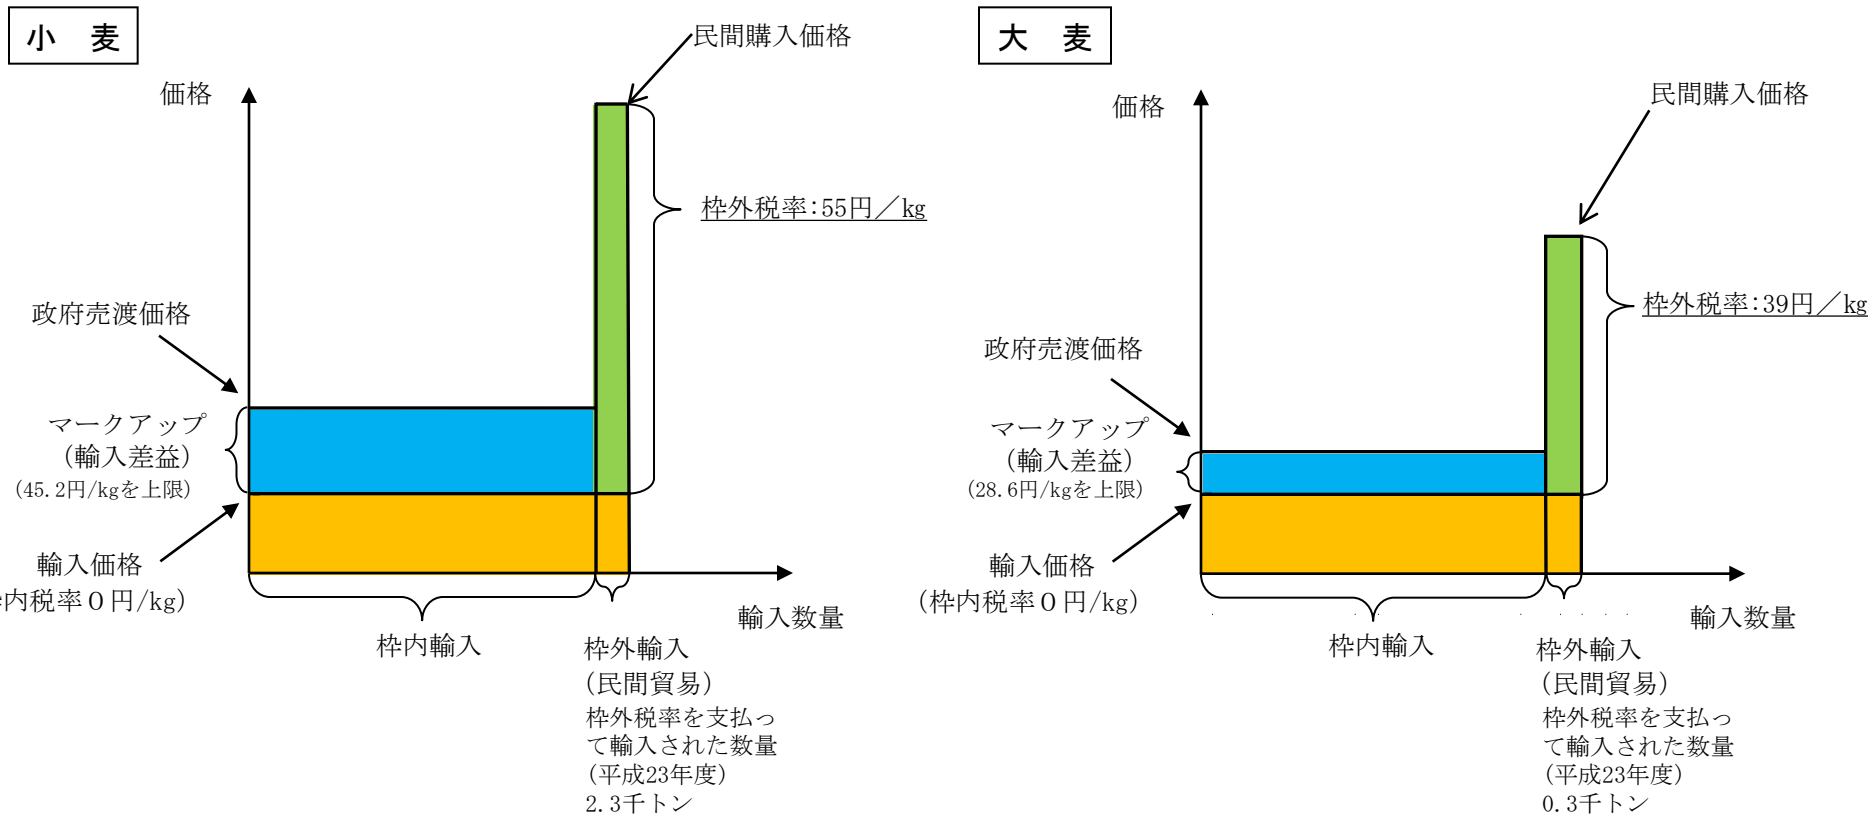 小　麦
民間購入価格
価格
枠外税率：55円／kg
政府売渡価格
マークアップ
（輸入差益）
（45.2円/kgを上限）
輸入価格
内税率０円/kg）
輸入数量
枠内輸入
枠外輸入
（民間貿易）
枠外税率を支払っ
て輸入された数量
（平成23年度）
2.3千トン
大　麦
民間購入価格
価格
枠外税率：39円／kg
政府売渡価格
マークアップ
（輸入差益）
（28.6円/kgを上限）
輸入価格
（枠内税率０円/kg）
輸入数量
枠内輸入
枠外輸入
（民間貿易）
枠外税率を支払っ
て輸入された数量
（平成23年度）
0.3千トン